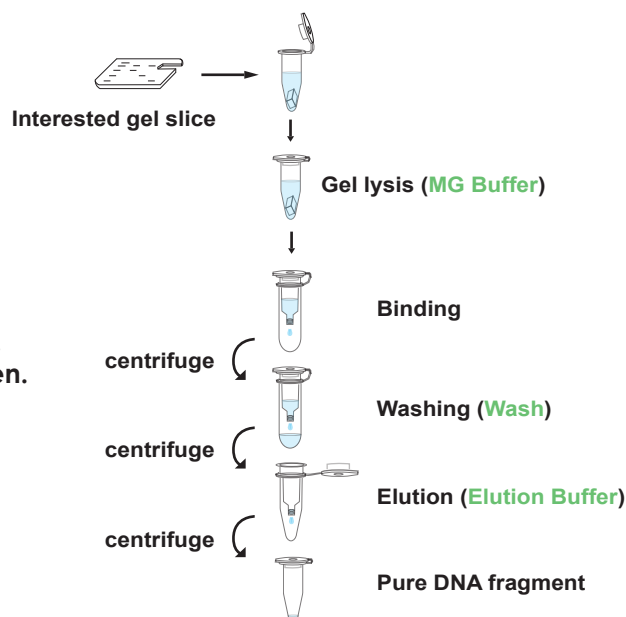 Interested gel slice
Gel lysis (MG Buffer)
Binding
centrifuge
en.
Washing (Wash)
centrifuge
Elution (Elution Buffer)
centrifuge
Pure DNA fragment